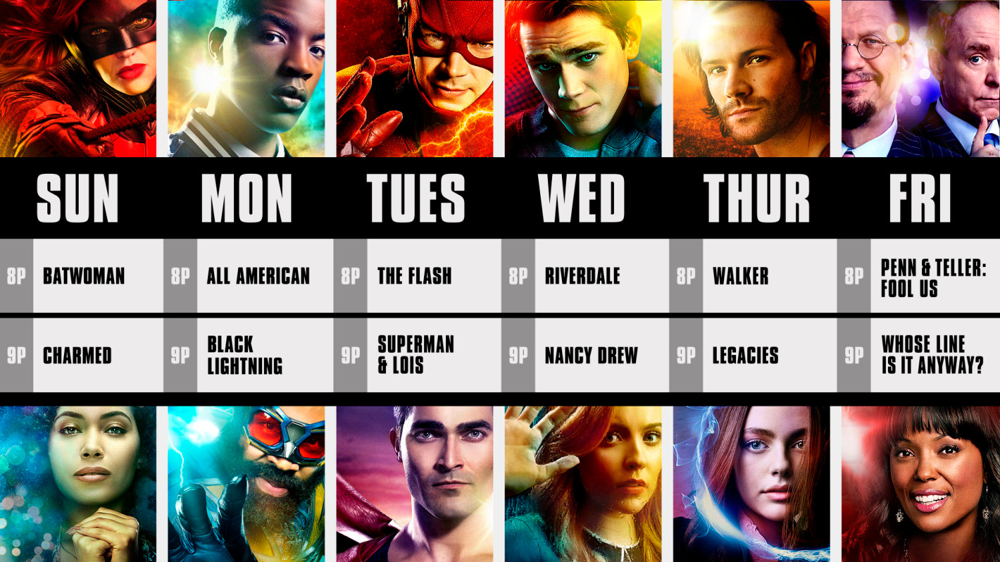 SUN MON TUES WED THUR FRI
8P BATWOMAN
8P ALL AMERICAN
8P THE FLASH
8P RIVERDALE
8P WALKER
8P PENN & TELLER:
FOOL US
9P CHARMED
9P BLACK
LIGHTNING
9P SUPERMAN
& LOIS
9P NANCY DREW
9P LEGACIES
9P WHOSE LINE
IS IT ANYWAY?